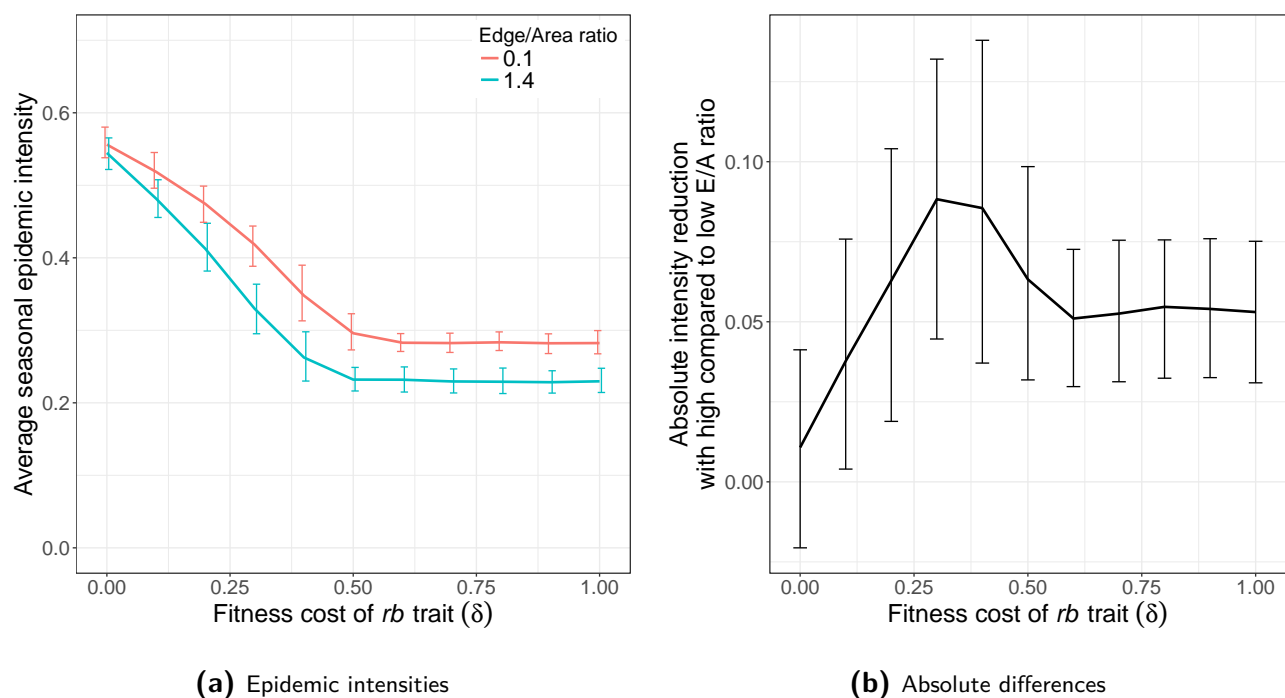 Edge/Area ratio
0.1
1.4
Average seasonal epidemic intensity
0.6
0.4
0.2
0.0
0.00 0.25 0.50 0.75 1.00
Fitness cost of rb trait (δ)
(a) Epidemic intensities
Absolute intensity reduction
with high compared to low E/A ratio
0.10
0.05
0.00
0.00 0.25 0.50 0.75 1.00
Fitness cost of rb trait (δ)
(b) Absolute differences